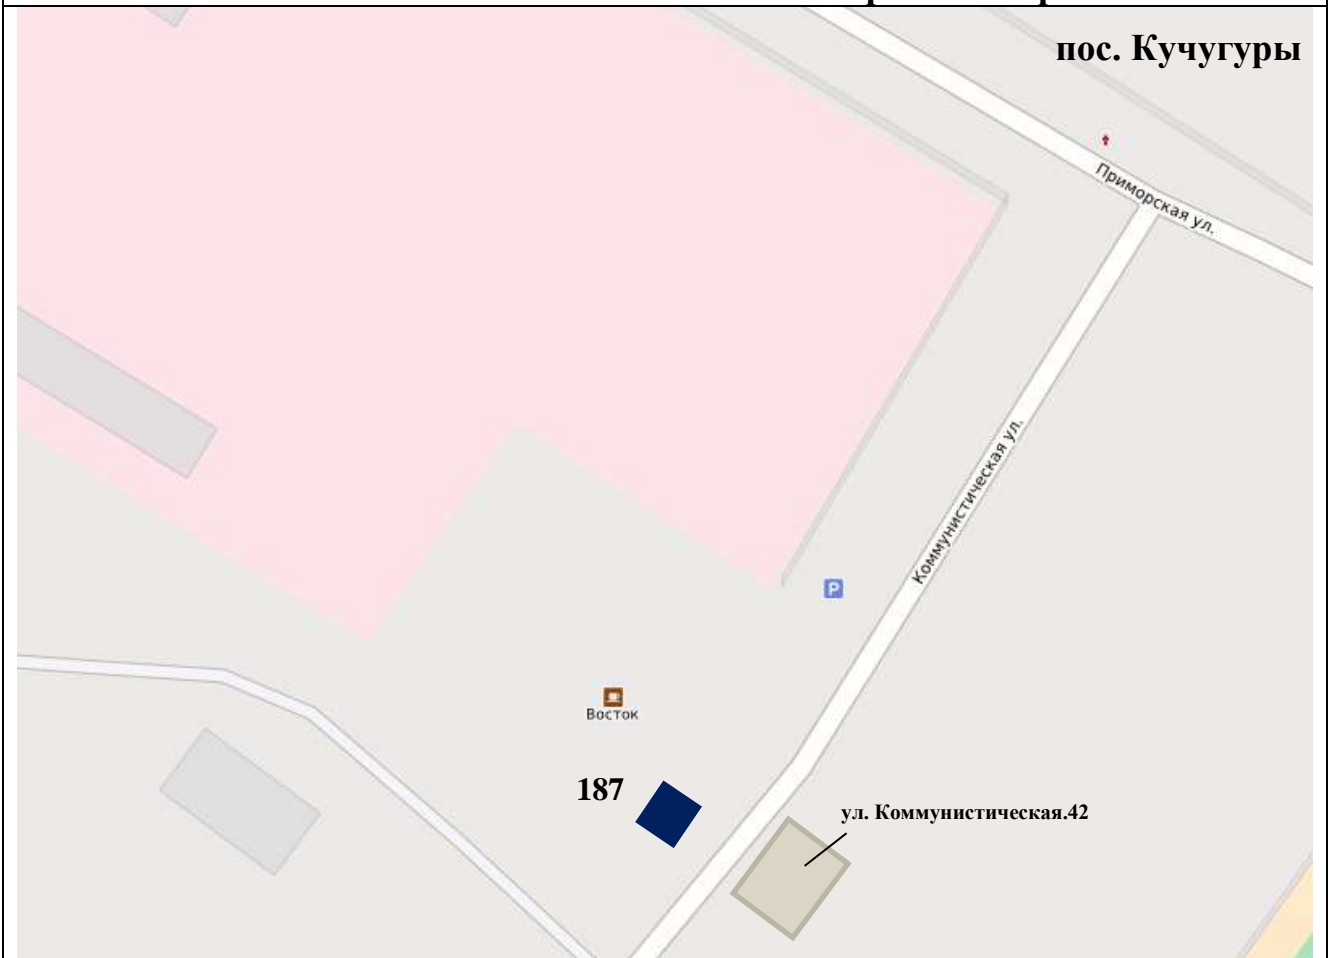 пос. Кучугуры
Приморская ул.
Коммунистическая ул.
P
Восток
187
ул. Коммунистическая.42